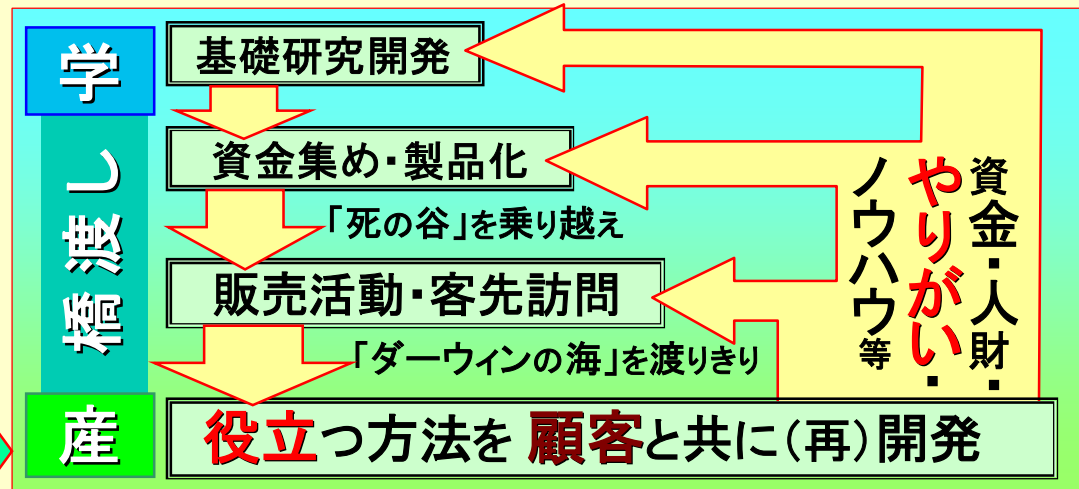 学
橋渡し
産
基礎研究開発
資金集め・製品化
「死の谷」を乗り越え
販売活動・客先訪問
「ダーウィンの海」を渡りきり
役立つ方法を 顧客と共に(再)開発
資金・人財・
やりがい・
ノウハウ等